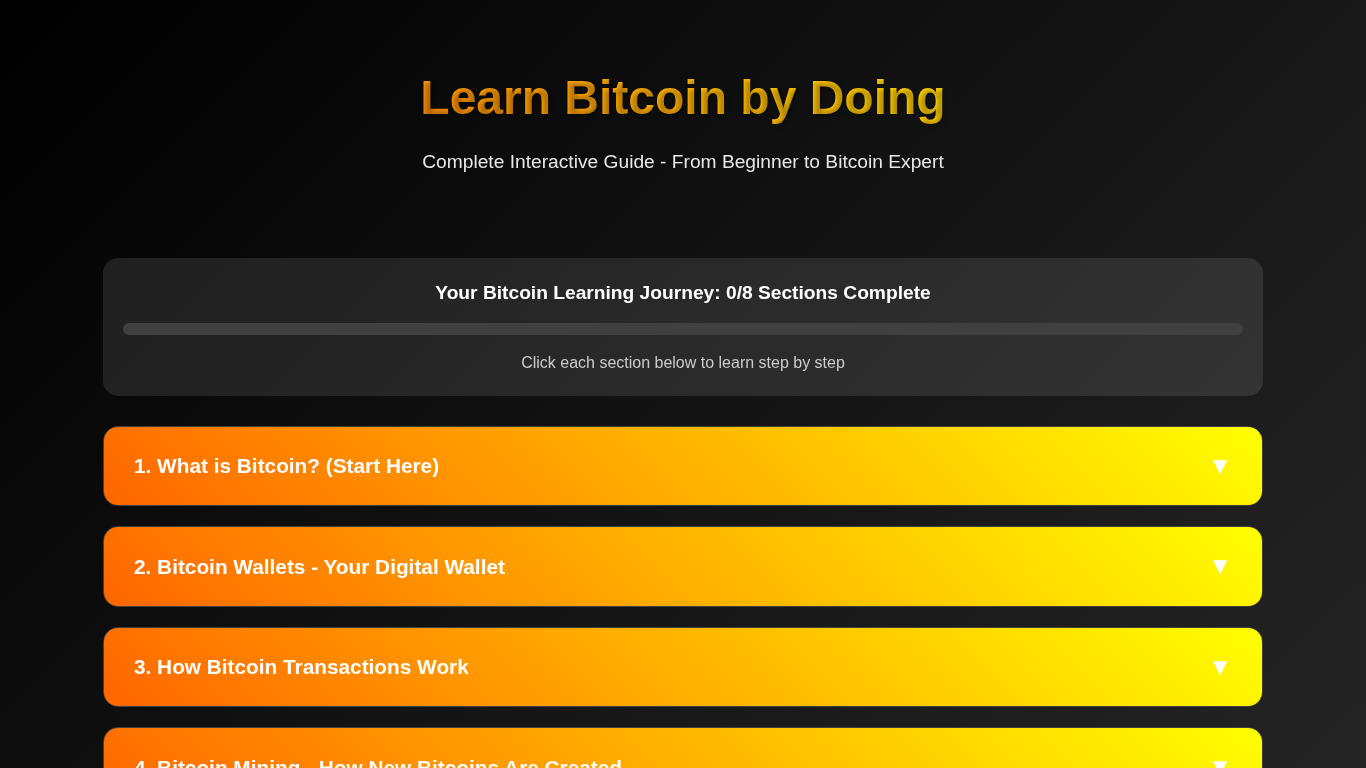 Learn Bitcoin by Doing
Complete Interactive Guide - From Beginner to Bitcoin Expert
Your Bitcoin Learning Journey: 0/8 Sections Complete
Click each section below to learn step by step
1. What is Bitcoin? (Start Here)
2. Bitcoin Wallets - Your Digital Wallet
3. How Bitcoin Transactions Work
4. Bitcoin Mining - How New Bitcoins Are Created